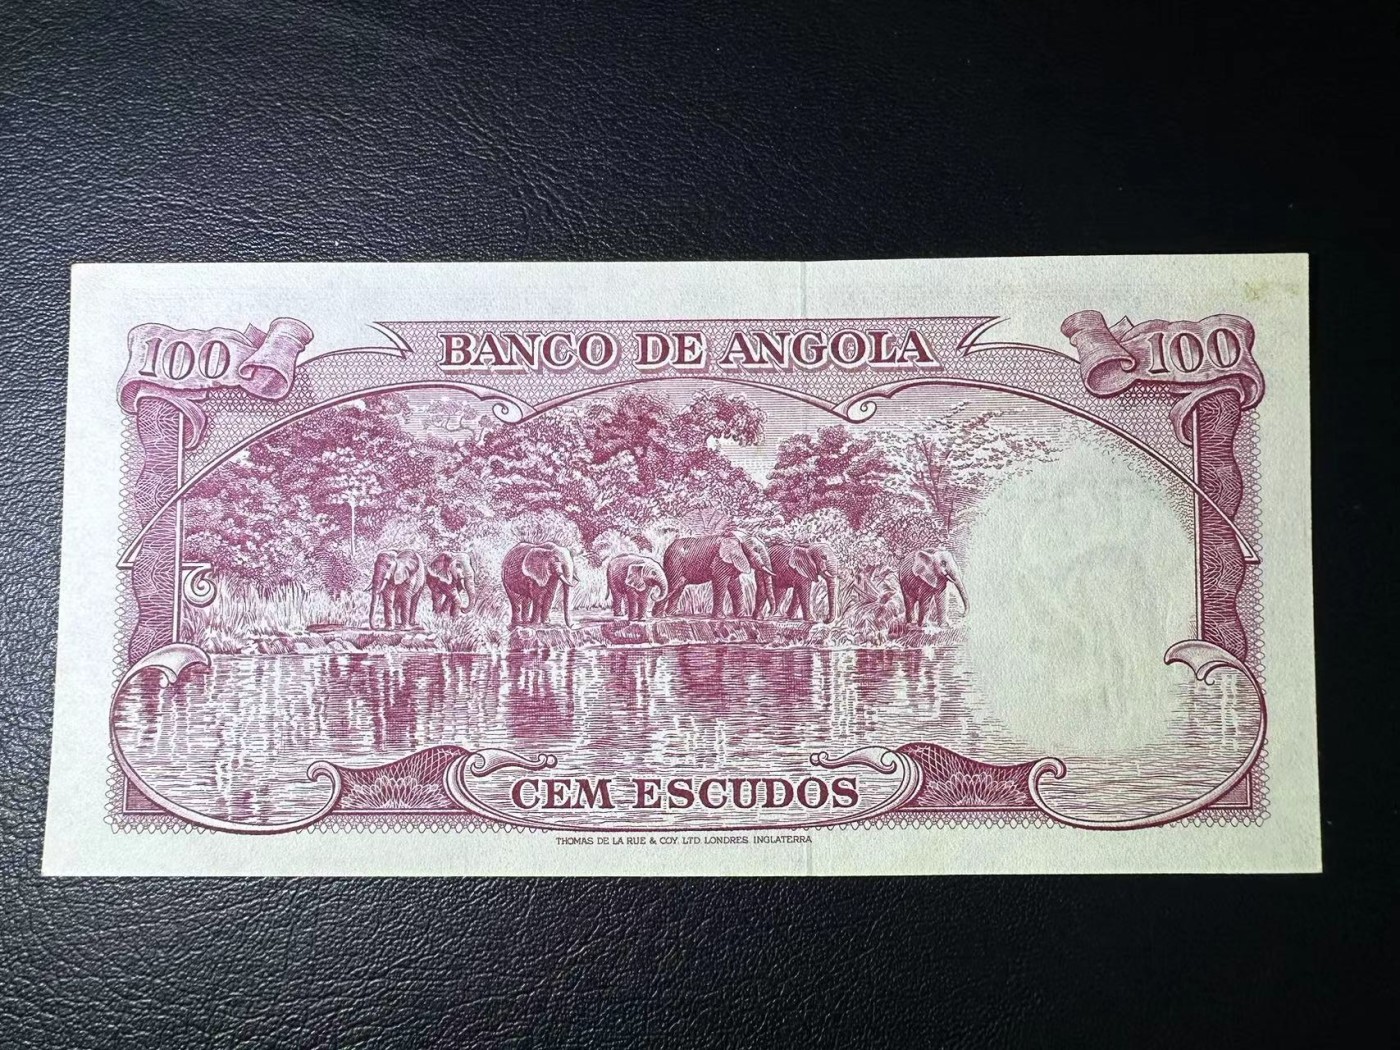 100
BANCO DE ANGOLA
100
CEM ESCUDOS
THOMAS DE LA RUE & COY. LTD. LONDRES. INGLATERRA